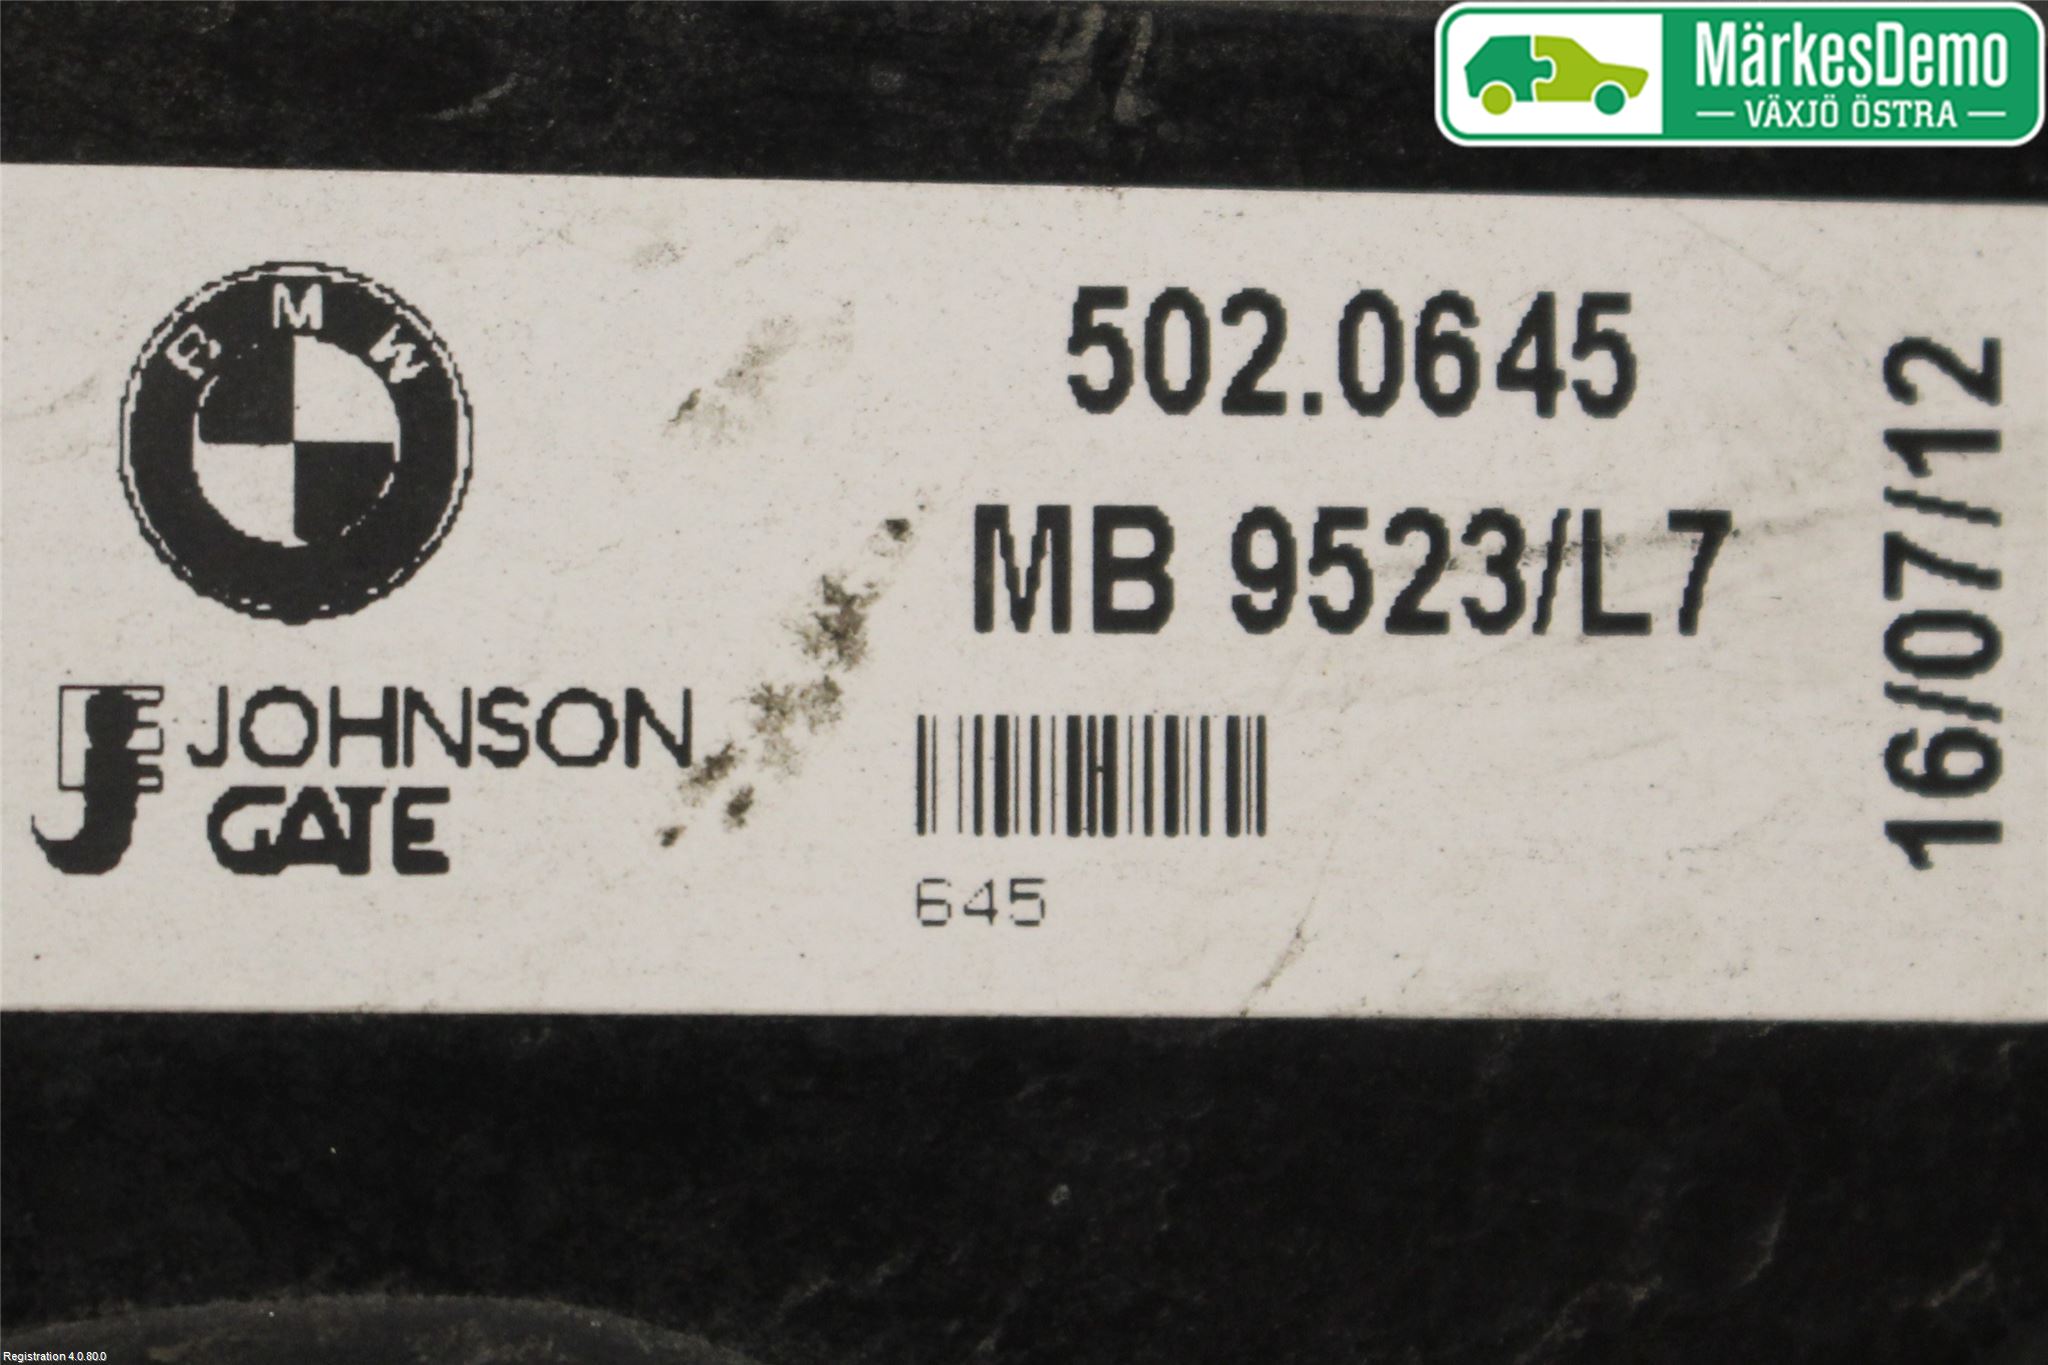 MärkesDemo
VÄXJÖ ÖSTRA
BMW
502.0645
MB 9523/L7
16/07/12
JOHNSON
GATE
645
Registration 4.0.80.0